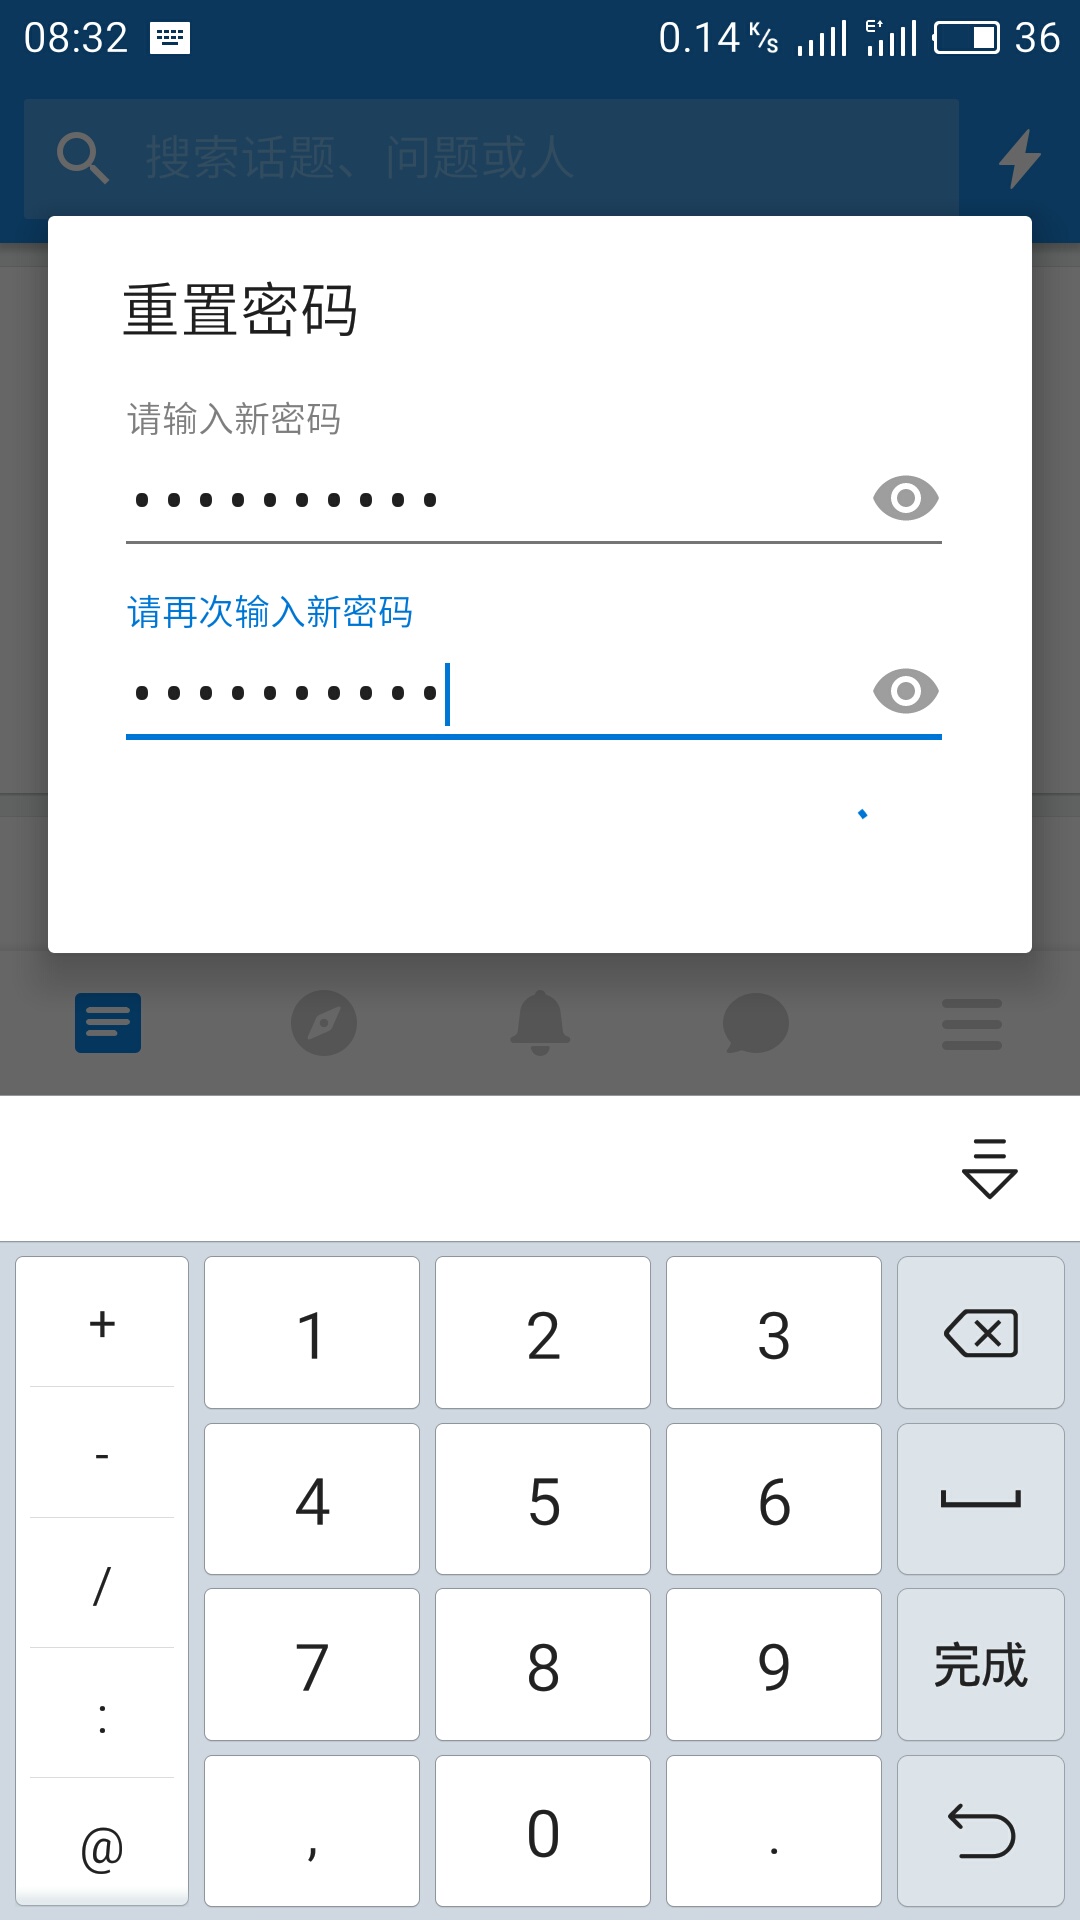 08:32 0.14 K/s 36
搜索话题、问题或人
重置密码
请输入新密码
••••••••••
请再次输入新密码
••••••••••
+ 1 2 3
- 4 5 6
/ 7 8 9 完成
: , 0 .
@